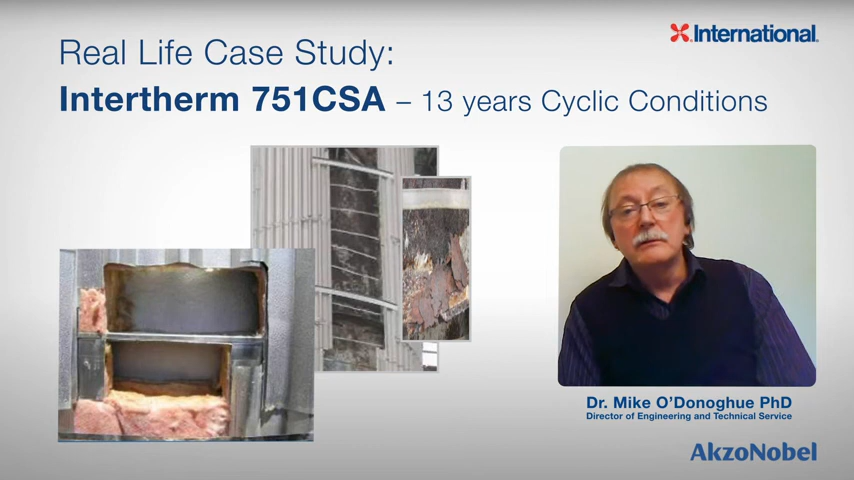 International.
Real Life Case Study:
Intertherm 751CSA – 13 years Cyclic Conditions
Dr. Mike O'Donoghue PhD
Director of Engineering and Technical Service
AkzoNobel